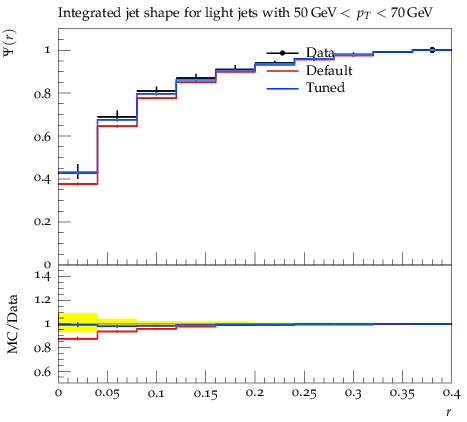 Integrated jet shape for light jets with 50 GeV < p_T < 70 GeV
Ψ(r)
1
0.8
0.6
0.4
0.2
0
Data
Default
Tuned
MC/Data
1.4
1.2
1
0.8
0.6
0 0.05 0.1 0.15 0.2 0.25 0.3 0.35 0.4
r